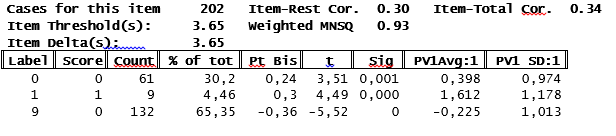 Cases for this item 202 Item-Rest Cor. 0.30 Item-Total Cor. 0.34
Item Threshold(s): 3.65 Weighted MNSQ 0.93
Item Delta(s): 3.65
Label Score Count % of tot Pt Bis t Sig PV1Avg:1 PV1 SD:1
0 0 61 30,2 0,24 3,51 0,001 0,398 0,974
1 1 9 4,46 0,3 4,49 0,000 1,612 1,178
9 0 132 65,35 -0,36 -5,52 0 -0,225 1,013